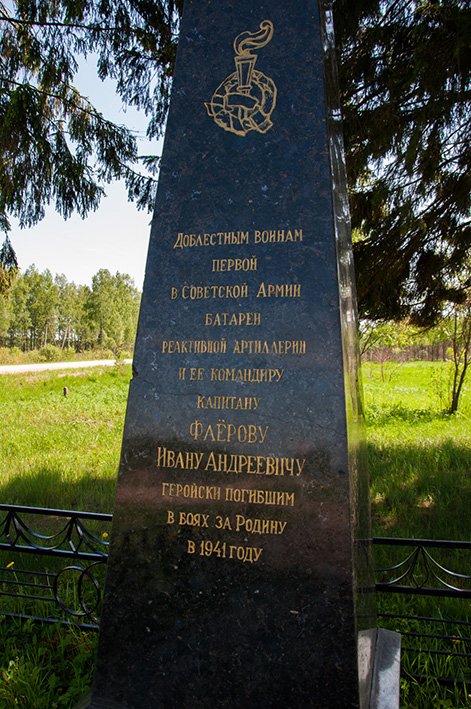 Доблестным воинам
первой
в Советской Армии
батареи
реактивной артиллерии
и ее командиру
капитану
Флёрову
Ивану Андреевичу
геройски погибшим
в боях за Родину
в 1941 году